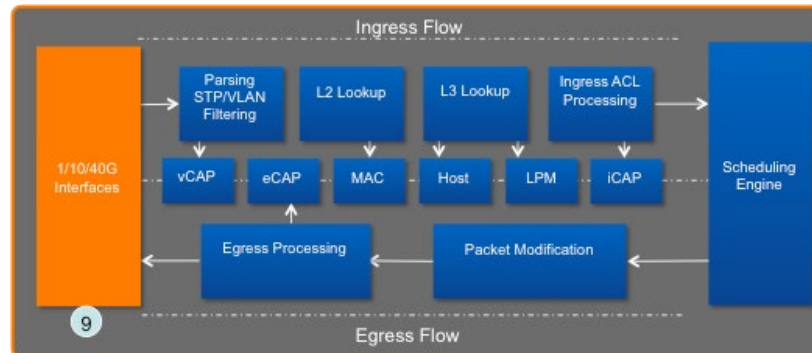 Ingress Flow
1/10/40G
Interfaces
Parsing
STP/VLAN
Filtering
L2 Lookup
L3 Lookup
Ingress ACL
Processing
Scheduling
Engine
vCAP
eCAP
MAC
Host
LPM
iCAP
Egress Processing
Packet Modification
9
Egress Flow